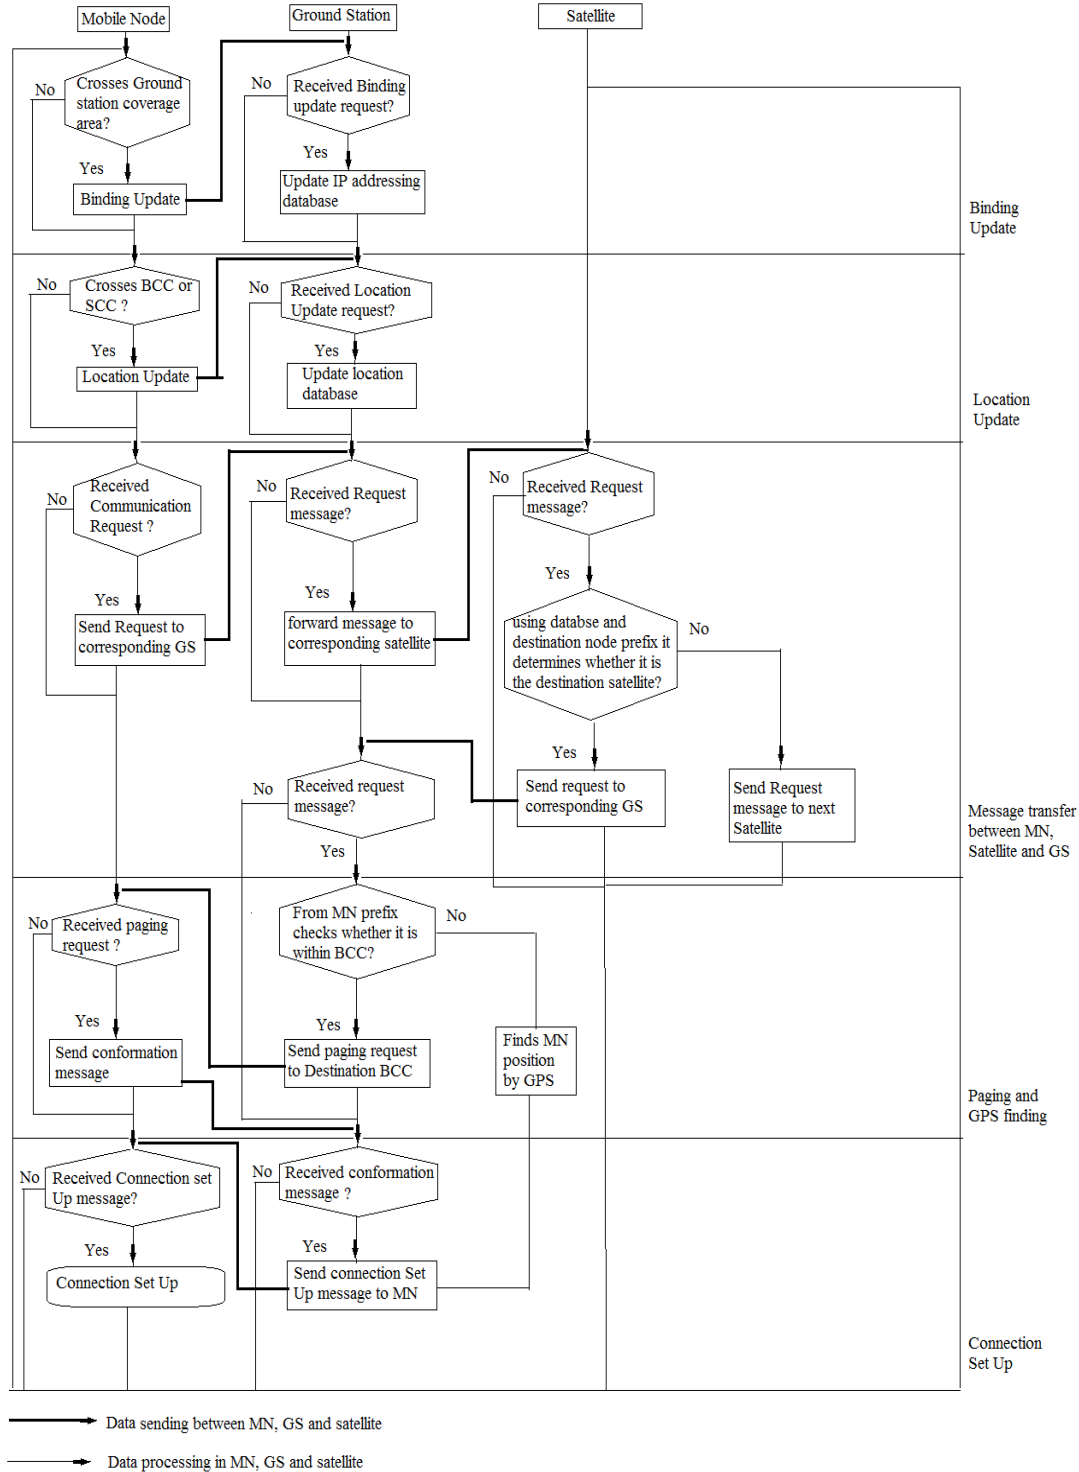 Mobile Node
Ground Station
Satellite
No
Crosses Ground
station coverage
area?
Yes
Binding Update
No
Received Binding
update request?
Yes
Update IP addressing
database
Binding
Update
No
Crosses BCC or
SCC ?
Yes
Location Update
No
Received Location
Update request?
Yes
Update location
database
Location
Update
No
Received
Communication
Request ?
Yes
Send Request to
corresponding GS
No
Received Request
message?
Yes
forward message to
corresponding satellite
No
Received Request
message?
Yes
using databse and
destination node prefix it
determines whether it is
the destination satellite?
No
Yes
Send request to
corresponding GS
Send Request
message to next
Satellite
No
Received request
message?
Yes
Message transfer
between MN,
Satellite and GS
No
Received paging
request ?
Yes
Send conformation
message
From MN prefix
checks whether it is
within BCC?
No
Yes
Send paging request
to Destination BCC
Finds MN
position
by GPS
Paging and
GPS finding
No
Received Connection set
Up message?
Yes
Connection Set Up
No
Received conformation
message ?
Yes
Send connection Set
Up message to MN
Connection
Set Up
Data sending between MN, GS and satellite
Data processing in MN, GS and satellite